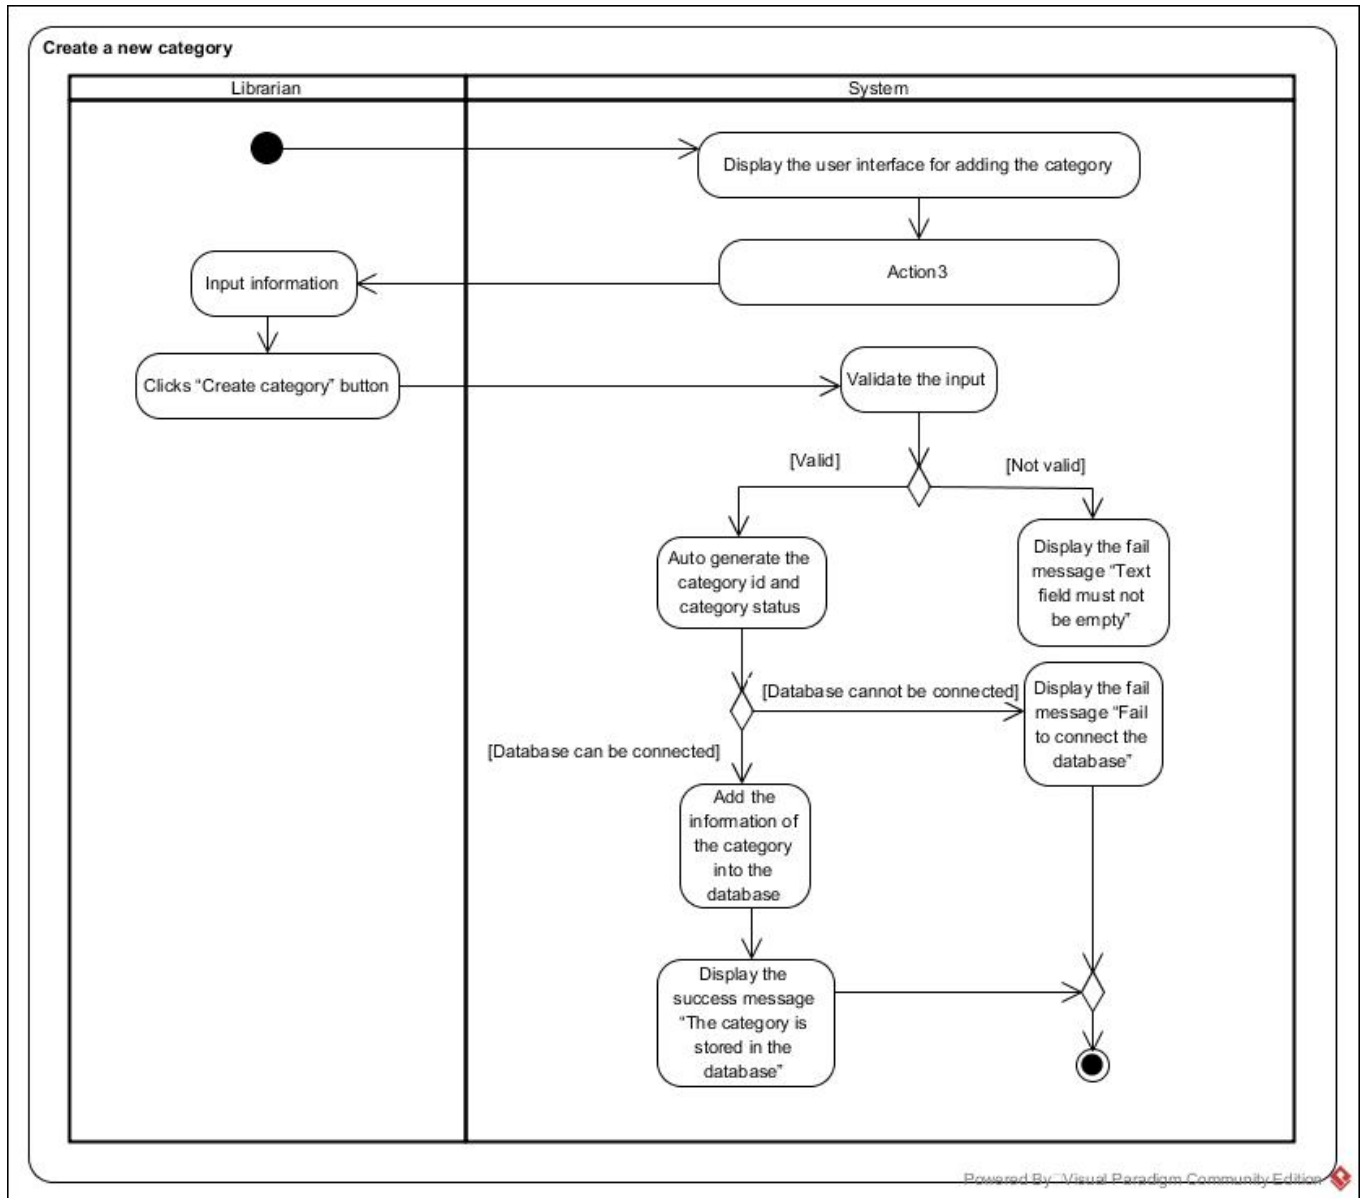 Create a new category
Librarian
System
Display the user interface for adding the category
Action3
Input information
Clicks “Create category” button
Validate the input
[Valid]
[Not valid]
Auto generate the
category id and
category status
Display the fail
message “Text
field must not
be empty”
[Database cannot be connected]
Display the fail
message “Fail
to connect the
database”
[Database can be connected]
Add the
information of
the category
into the
database
Display the
success message
“The category is
stored in the
database”
Powered By Visual Paradigm Community Edition